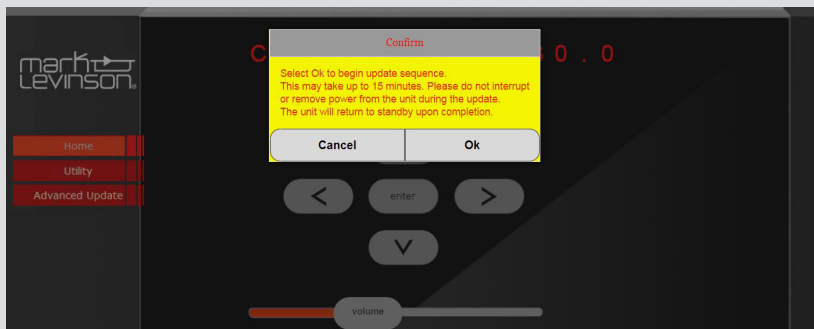 mark
Levinson®
C
30.0
Confirm
Select Ok to begin update sequence.
This may take up to 15 minutes. Please do not interrupt
or remove power from the unit during the update.
The unit will return to standby upon completion.
Cancel
Ok
Home
Utility
Advanced Update
enter
volume